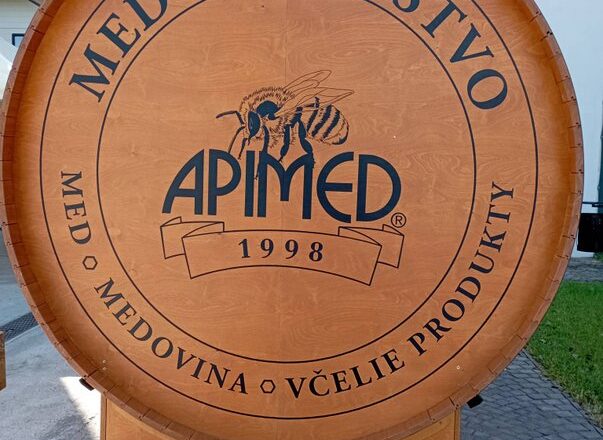 APIMED®
1998
MED ⬡ MEDOVINA ⬡ VČELIE PRODUKTY